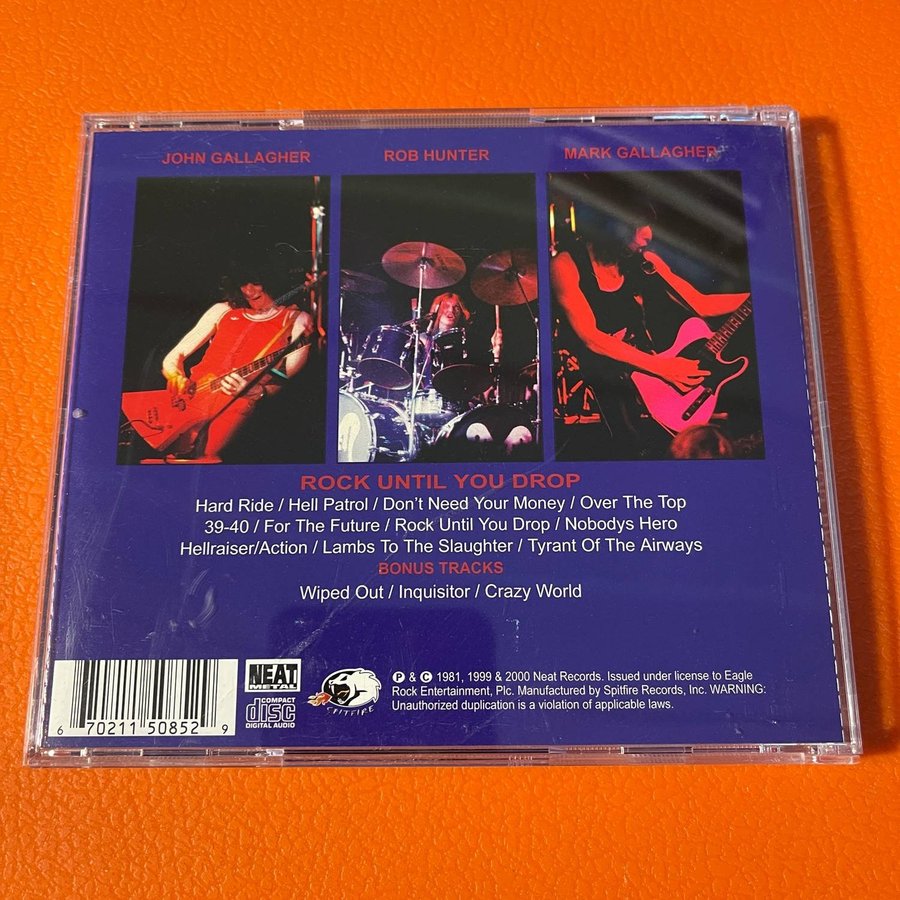 JOHN GALLAGHER
ROB HUNTER
MARK GALLAGHER
ROCK UNTIL YOU DROP
Hard Ride / Hell Patrol / Don't Need Your Money / Over The Top
39-40 / For The Future / Rock Until You Drop / Nobodys Hero
Hellraiser/Action / Lambs To The Slaughter / Tyrant Of The Airways
BONUS TRACKS
Wiped Out / Inquisitor / Crazy World
6 70211 50852 9
NEAT
METAL
COMPACT
disc
DIGITAL AUDIO
SPITFIRE
℗ & © 1981, 1999 & 2000 Neat Records. Issued under license to Eagle
Rock Entertainment, Plc. Manufactured by Spitfire Records, Inc. WARNING:
Unauthorized duplication is a violation of applicable laws.